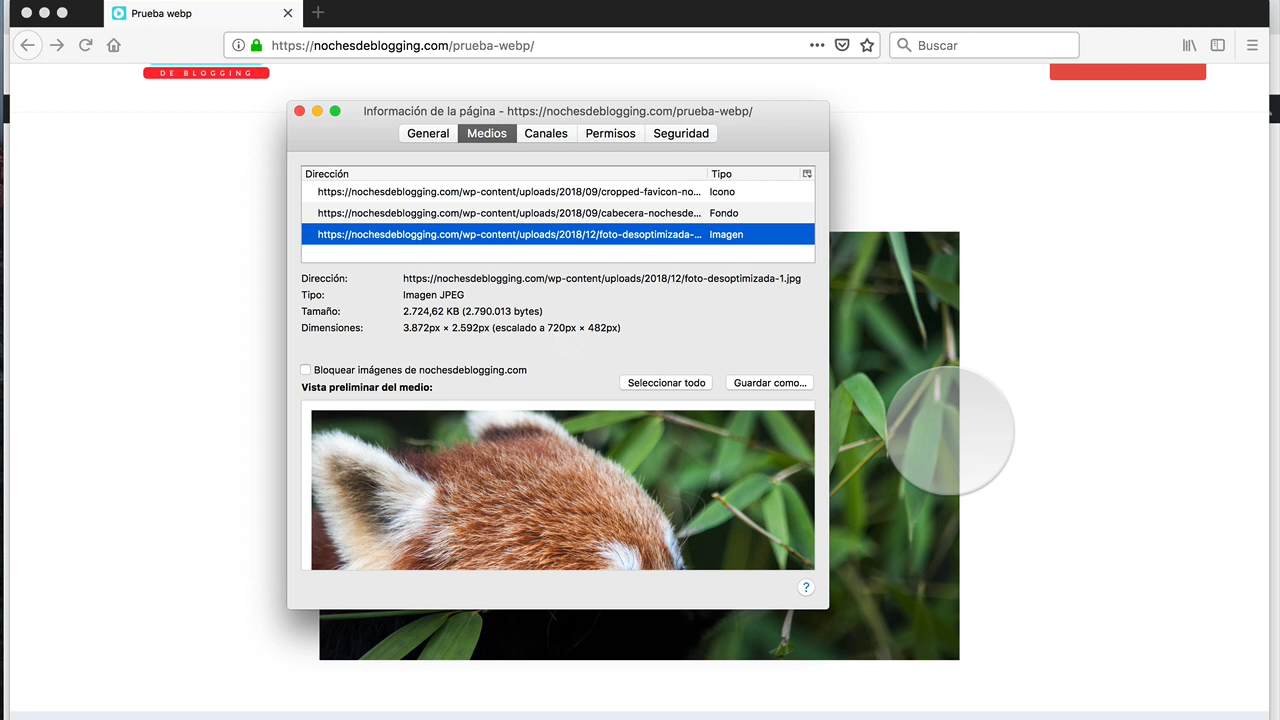 Prueba webp
https://nochesdeblogging.com/prueba-webp/
Buscar
DE BLOGGING
Información de la página - https://nochesdeblogging.com/prueba-webp/
General Medios Canales Permisos Seguridad
Dirección Tipo
https://nochesdeblogging.com/wp-content/uploads/2018/09/cropped-favicon-no... Icono
https://nochesdeblogging.com/wp-content/uploads/2018/09/cabecera-nochesde... Fondo
https://nochesdeblogging.com/wp-content/uploads/2018/12/foto-desoptimizada-... Imagen
Dirección: https://nochesdeblogging.com/wp-content/uploads/2018/12/foto-desoptimizada-1.jpg
Tipo: Imagen JPEG
Tamaño: 2.724,62 KB (2.790.013 bytes)
Dimensiones: 3.872px × 2.592px (escalado a 720px × 482px)
Bloquear imágenes de nochesdeblogging.com
Vista preliminar del medio: Seleccionar todo Guardar como...
?